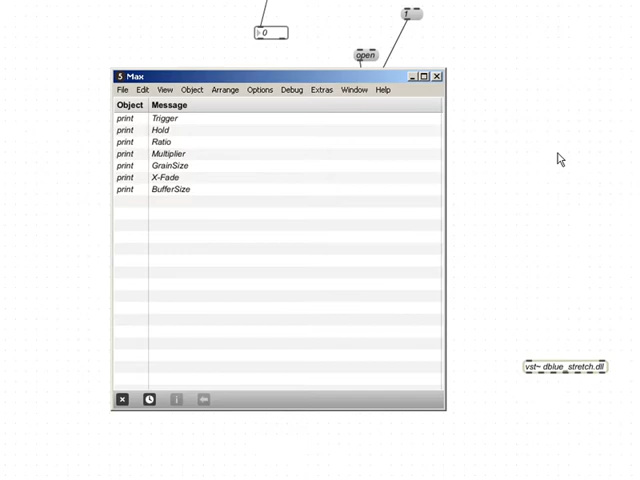 0
f
open
5 Max
File Edit View Object Arrange Options Debug Extras Window Help
Object Message
print Trigger
print Hold
print Ratio
print Multiplier
print GrainSize
print X-Fade
print BufferSize
vst~ dblue_stretch.dll